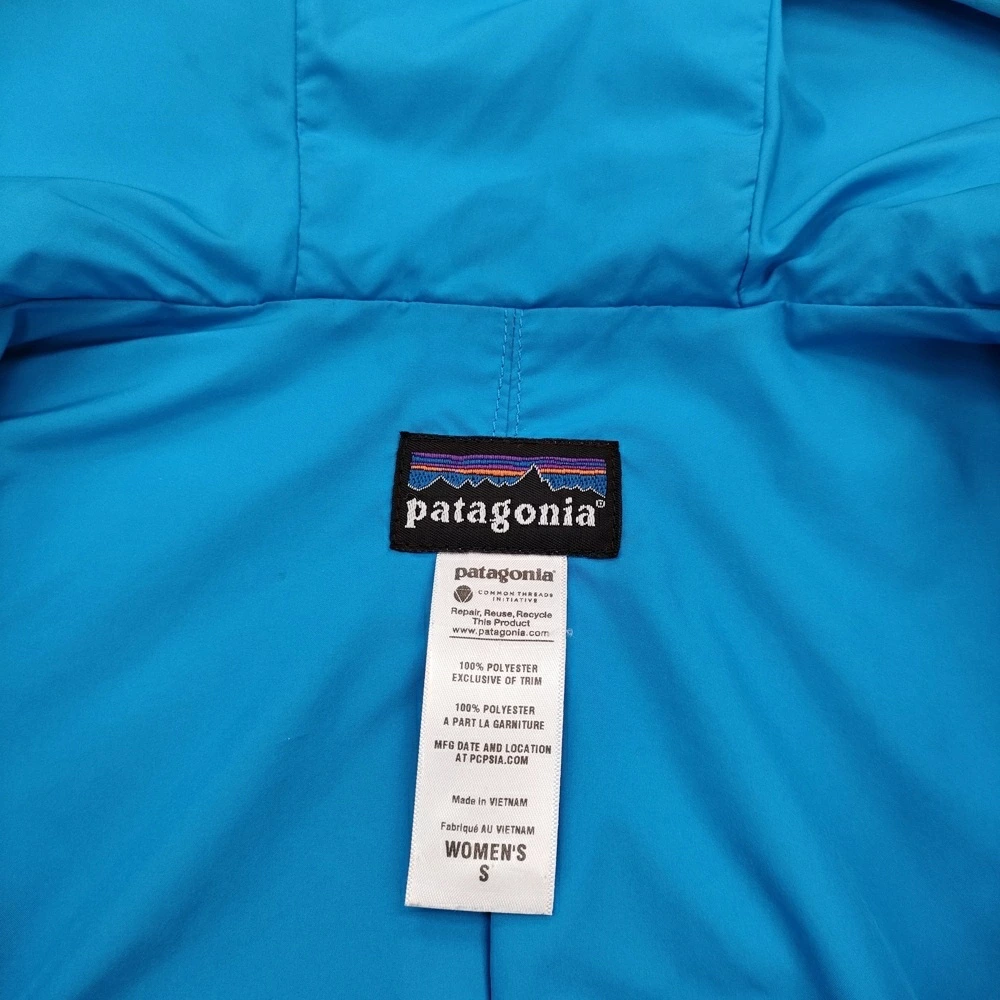 patagonia®
patagonia®
COMMON THREADS
INITIATIVE
Repair, Reuse, Recycle
This Product
www.patagonia.com
100% POLYESTER
EXCLUSIVE OF TRIM
100% POLYESTER
A PART LA GARNITURE
MFG DATE AND LOCATION
AT PCPSIA.COM
Made in VIETNAM
Fabriqué AU VIETNAM
WOMEN'S
S